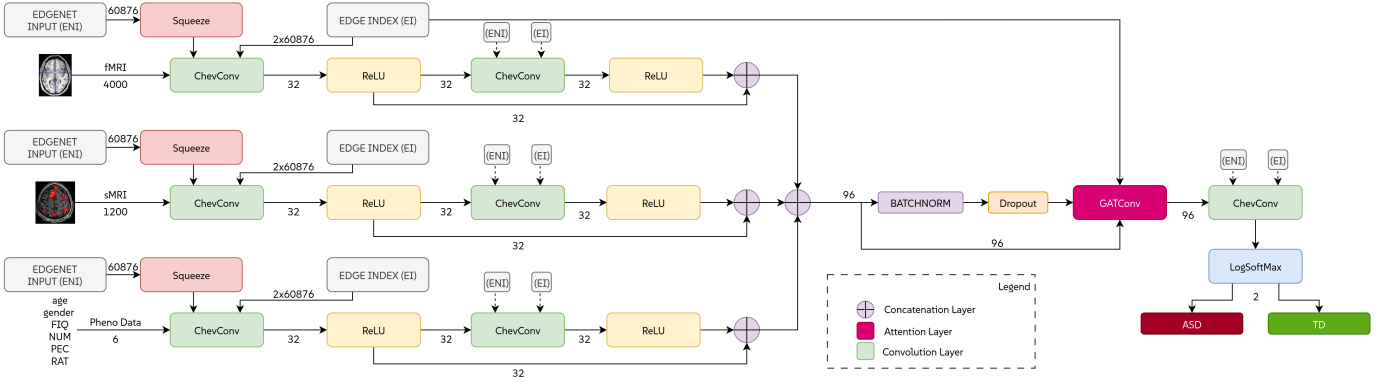 EDGENET
INPUT (ENI)
60876
Squeeze
EDGE INDEX (EI)
2x60876
(ENI)
(EI)
fMRI
4000
ChevConv
32
ReLU
32
ChevConv
32
ReLU
32
EDGENET
INPUT (ENI)
60876
Squeeze
EDGE INDEX (EI)
2x60876
(ENI)
(EI)
sMRI
1200
ChevConv
32
ReLU
32
ChevConv
32
ReLU
32
EDGENET
INPUT (ENI)
60876
Squeeze
EDGE INDEX (EI)
2x60876
(ENI)
(EI)
age
gender
FIQ
NUM
PEC
RAT
Pheno Data
6
ChevConv
32
ReLU
32
ChevConv
32
ReLU
32
96
BATCHNORM
Dropout
GATConv
96
96
(ENI)
(EI)
ChevConv
LogSoftMax
2
ASD
TD
Legend
Concatenation Layer
Attention Layer
Convolution Layer